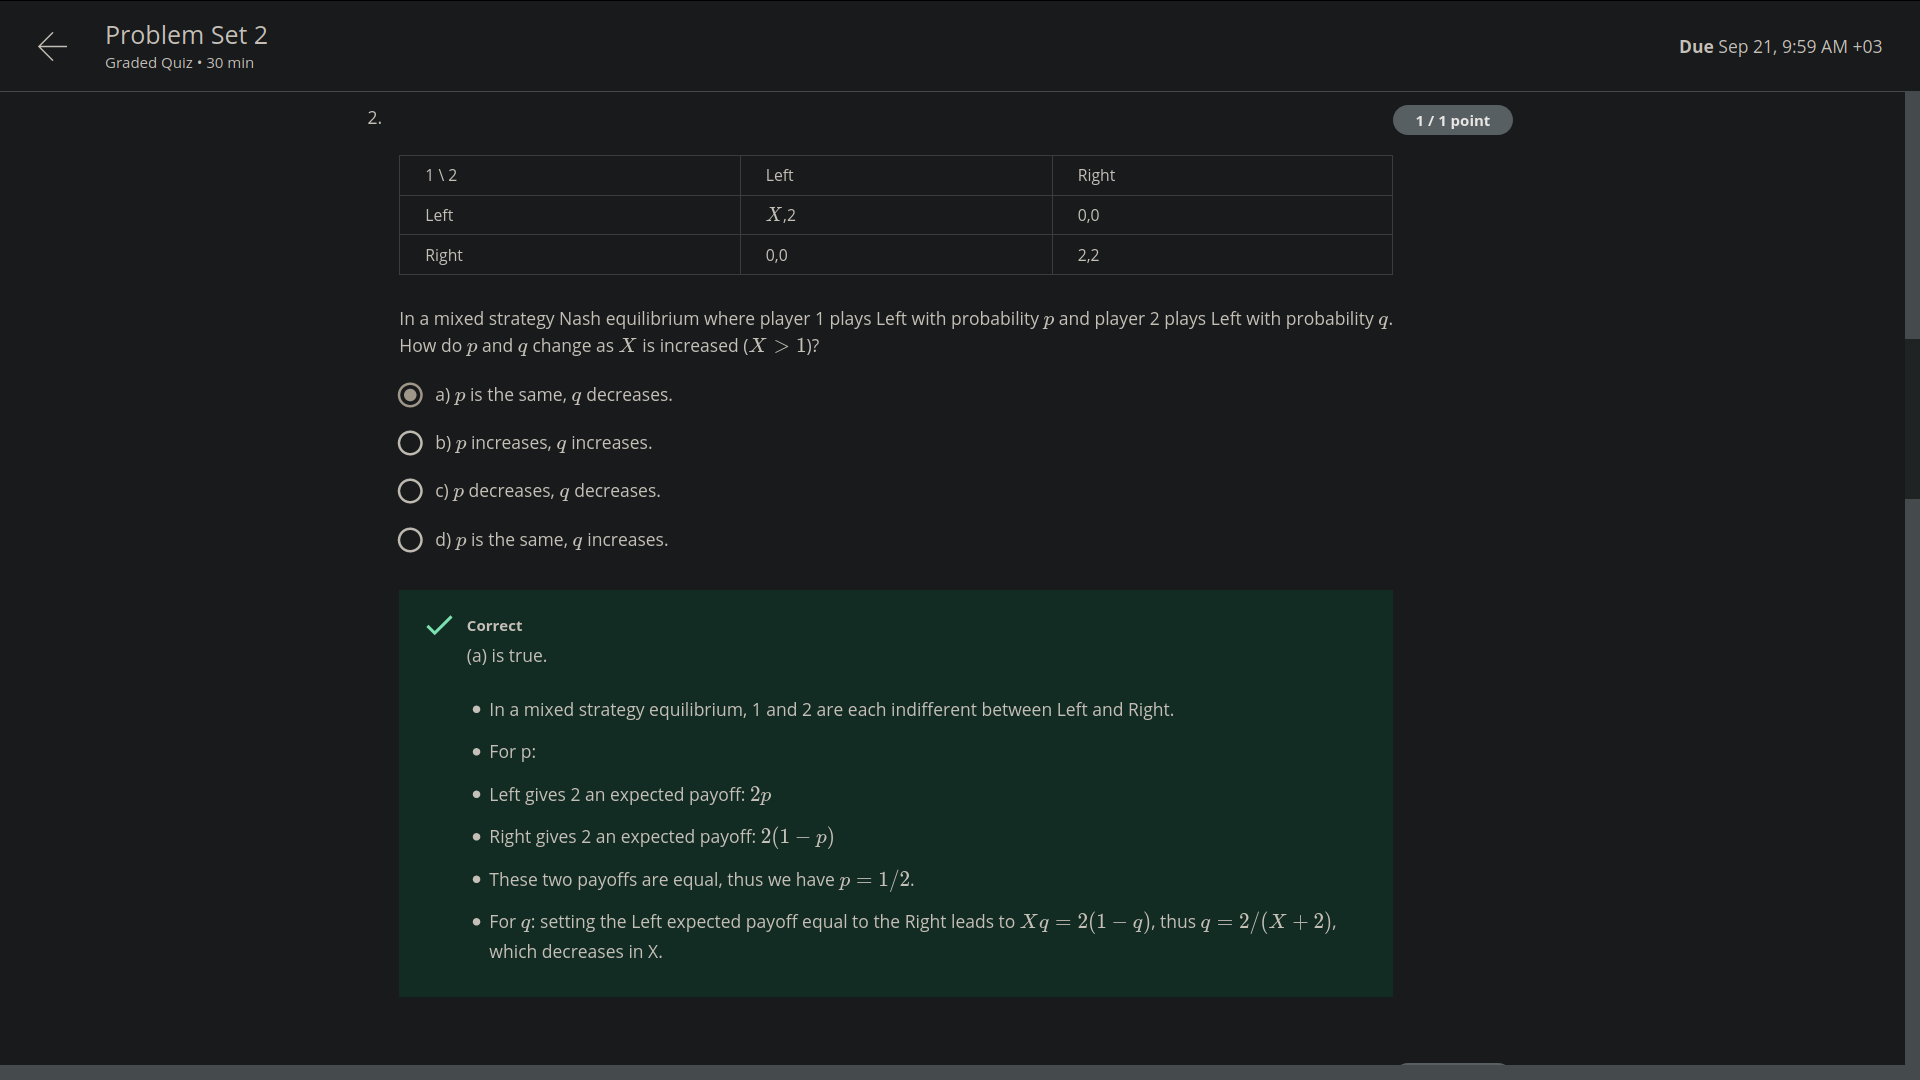 Problem Set 2
Graded Quiz • 30 min
Due Sep 21, 9:59 AM +03
2.
1 / 1 point
1 \ 2 Left Right
Left X,2 0,0
Right 0,0 2,2
In a mixed strategy Nash equilibrium where player 1 plays Left with probability p and player 2 plays Left with probability q.
How do p and q change as X is increased (X > 1)?
a) p is the same, q decreases.
b) p increases, q increases.
c) p decreases, q decreases.
d) p is the same, q increases.
Correct
(a) is true.
• In a mixed strategy equilibrium, 1 and 2 are each indifferent between Left and Right.
• For p:
• Left gives 2 an expected payoff: 2p
• Right gives 2 an expected payoff: 2(1 − p)
• These two payoffs are equal, thus we have p = 1/2.
• For q: setting the Left expected payoff equal to the Right leads to Xq = 2(1 − q), thus q = 2/(X + 2),
which decreases in X.